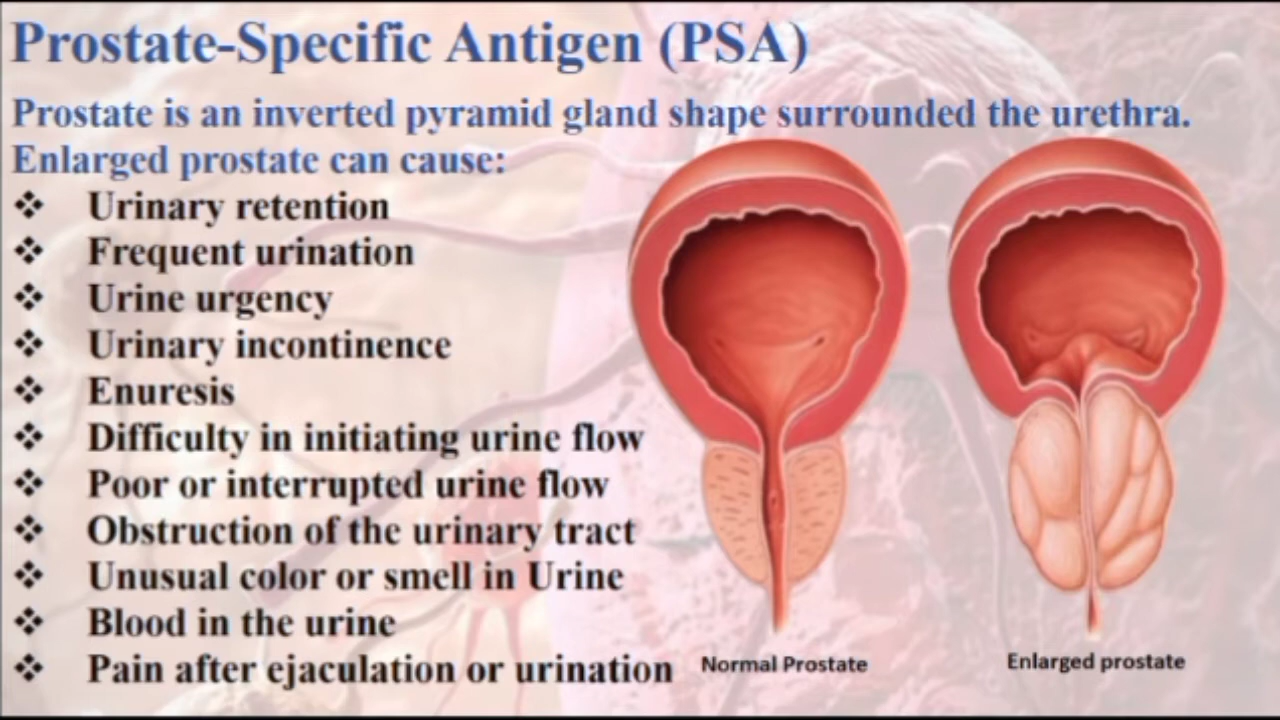 Prostate-Specific Antigen (PSA)
Prostate is an inverted pyramid gland shape surrounded the urethra.
Enlarged prostate can cause:
❖ Urinary retention
❖ Frequent urination
❖ Urine urgency
❖ Urinary incontinence
❖ Enuresis
❖ Difficulty in initiating urine flow
❖ Poor or interrupted urine flow
❖ Obstruction of the urinary tract
❖ Unusual color or smell in Urine
❖ Blood in the urine
❖ Pain after ejaculation or urination
Normal Prostate
Enlarged prostate